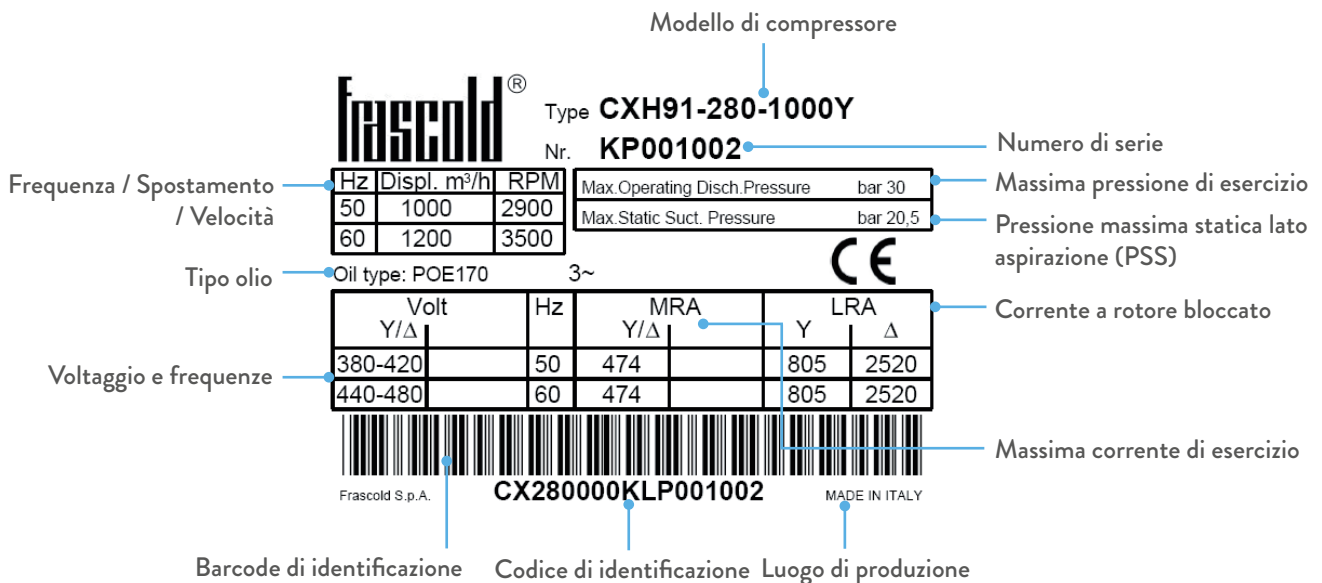 Modello di compressore
frascold®
Type CXH91-280-1000Y
Nr. KP001002
Numero di serie
Frequenza / Spostamento
/ Velocità
Hz Displ. m³/h RPM
50 1000 2900
60 1200 3500
Max.Operating Disch.Pressure bar 30
Max.Static Suct. Pressure bar 20,5
Massima pressione di esercizio
Pressione massima statica lato
aspirazione (PSS)
CE
Tipo olio
Oil type: POE170 3~
Volt Hz MRA LRA
Y/Δ Y/Δ Y Δ
380-420 50 474 805 2520
440-480 60 474 805 2520
Corrente a rotore bloccato
Voltaggio e frequenze
Massima corrente di esercizio
Frascold S.p.A. CX280000KLP001002 MADE IN ITALY
Barcode di identificazione Codice di identificazione Luogo di produzione